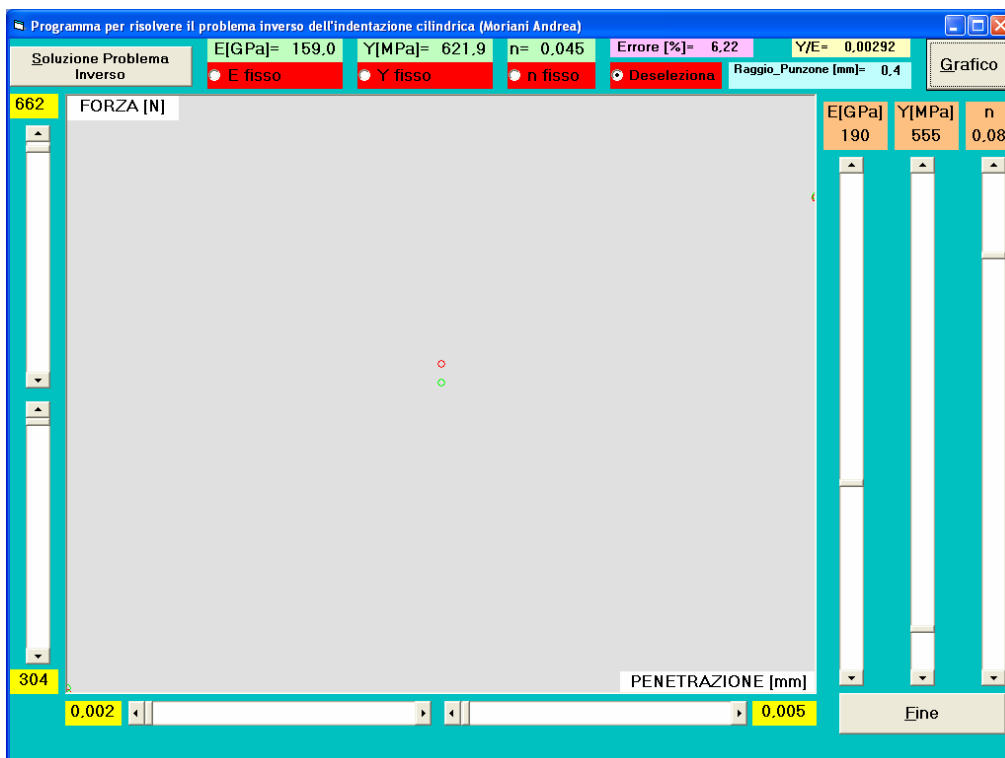 Programma per risolvere il problema inverso dell'indentazione cilindrica (Moriani Andrea)
Soluzione Problema Inverso
E[GPa]= 159,0
Y[MPa]= 621,9
n= 0,045
Errore [%]= 6,22
Y/E= 0,00292
E fisso
Y fisso
n fisso
Deseleziona
Raggio_Punzone [mm]= 0,4
Grafico
662
FORZA [N]
E[GPa]
190
Y[MPa]
555
n
0,08
304
PENETRAZIONE [mm]
0,002
0,005
Fine